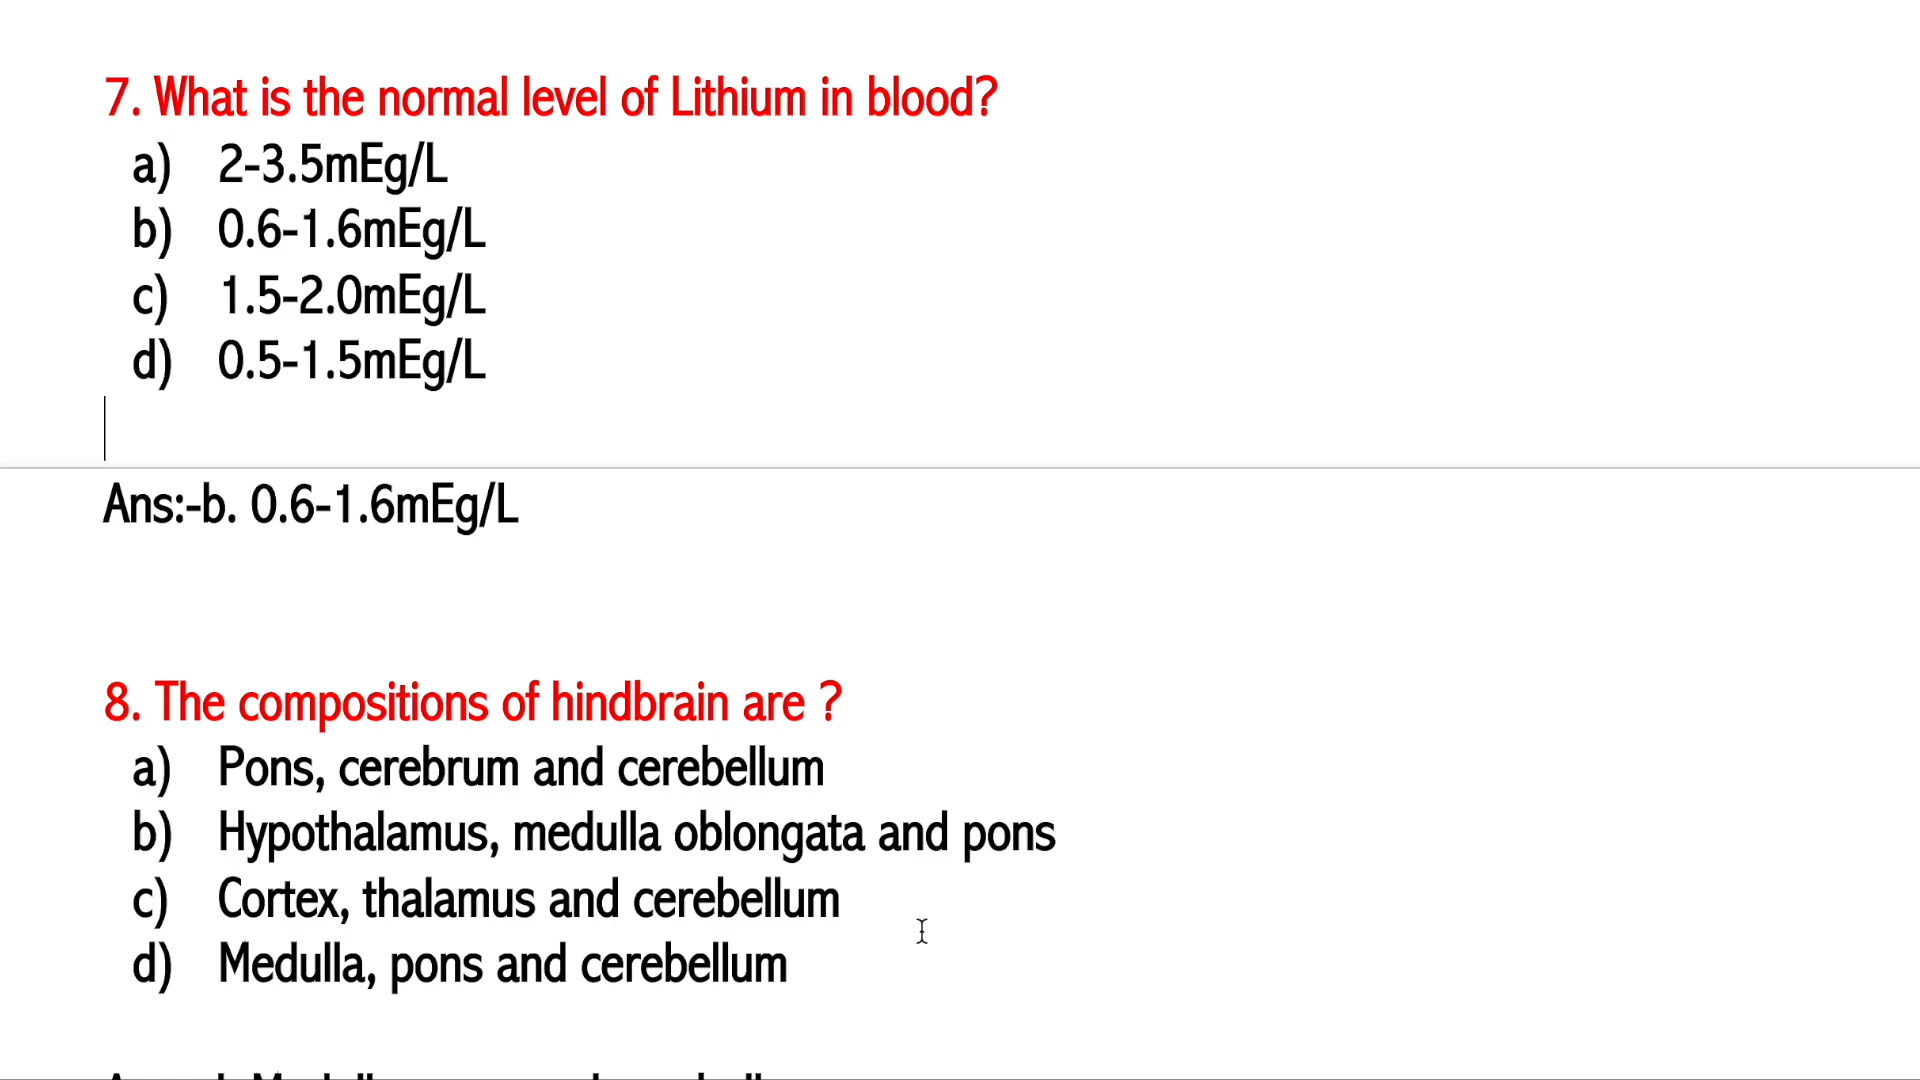 7. What is the normal level of Lithium in blood?
a) 2-3.5mEg/L
b) 0.6-1.6mEg/L
c) 1.5-2.0mEg/L
d) 0.5-1.5mEg/L
Ans:-b. 0.6-1.6mEg/L
8. The compositions of hindbrain are ?
a) Pons, cerebrum and cerebellum
b) Hypothalamus, medulla oblongata and pons
c) Cortex, thalamus and cerebellum
d) Medulla, pons and cerebellum